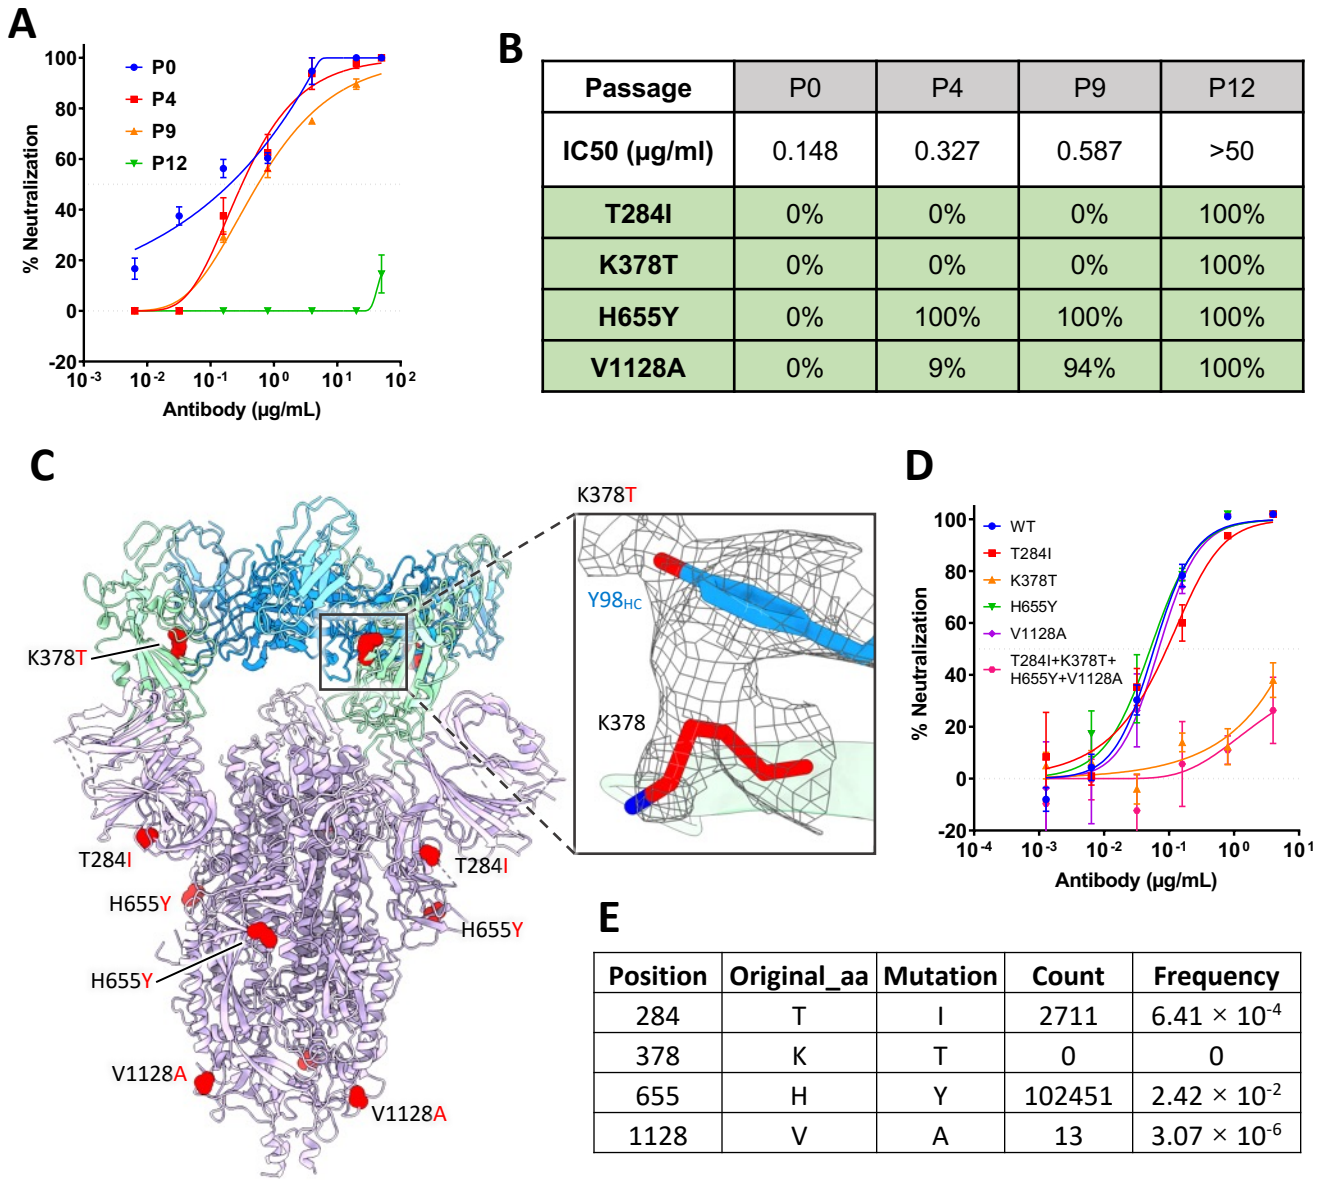 A
100
80
60
40
20
0
-20
% Neutralization
P0
P4
P9
P12
10-3 10-2 10-1 100 101 102
Antibody (µg/mL)
B
Passage P0 P4 P9 P12
IC50 (µg/ml) 0.148 0.327 0.587 >50
T284I 0% 0% 0% 100%
K378T 0% 0% 0% 100%
H655Y 0% 100% 100% 100%
V1128A 0% 9% 94% 100%
C
K378T
T284I
H655Y
H655Y
V1128A
T284I
H655Y
V1128A
K378T
Y98HC
K378
D
100
80
60
40
20
0
-20
% Neutralization
WT
T284I
K378T
H655Y
V1128A
T284I+K378T+
H655Y+V1128A
10-4 10-3 10-2 10-1 100 101
Antibody (µg/mL)
E
Position Original_aa Mutation Count Frequency
284 T I 2711 6.41 × 10-4
378 K T 0 0
655 H Y 102451 2.42 × 10-2
1128 V A 13 3.07 × 10-6